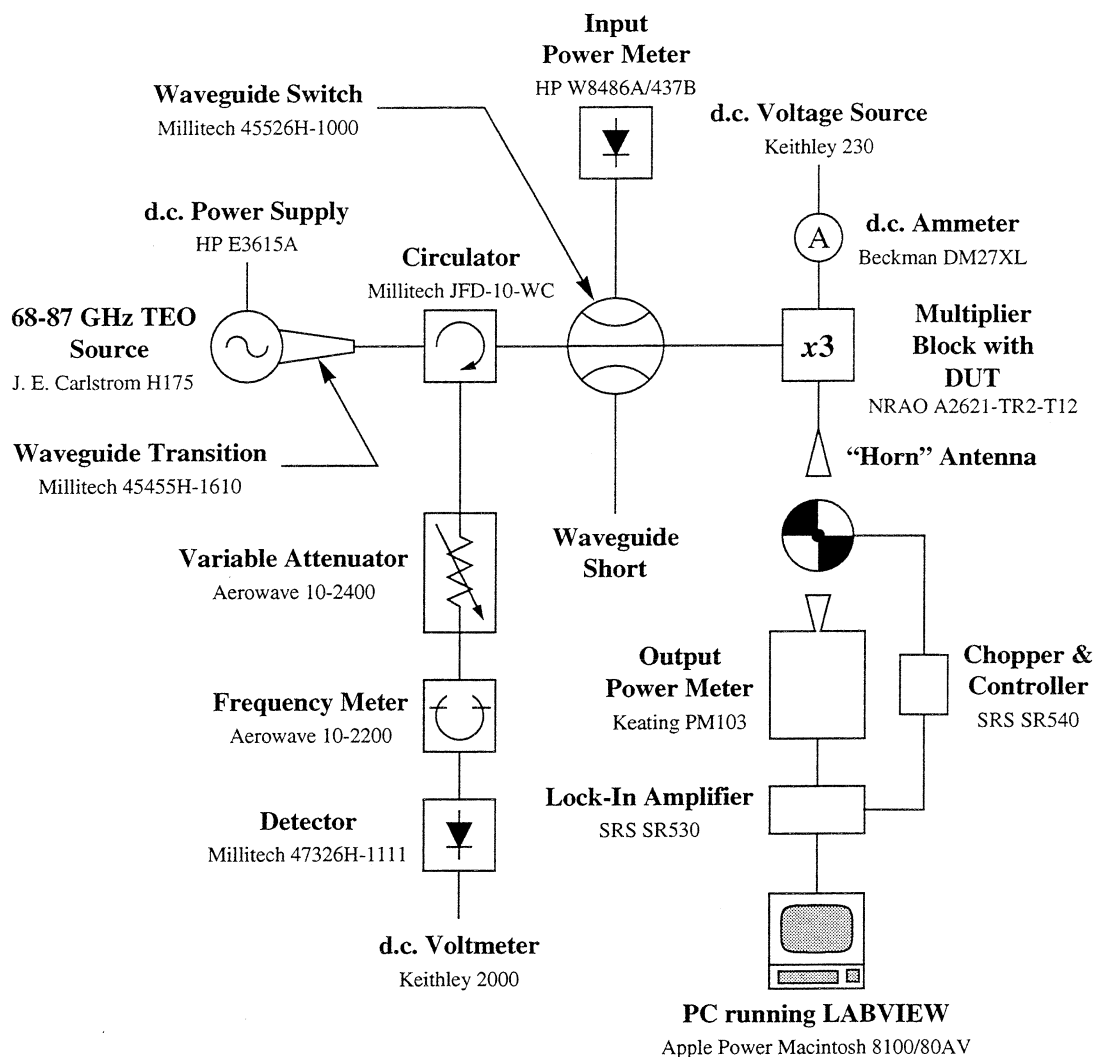 Input
Power Meter
HP W8486A/437B
Waveguide Switch
Millitech 45526H-1000
d.c. Voltage Source
Keithley 230
d.c. Power Supply
HP E3615A
A
d.c. Ammeter
Beckman DM27XL
Circulator
Millitech JFD-10-WC
68-87 GHz TEO
Source
J. E. Carlstrom H175
x3
Multiplier
Block with
DUT
NRAO A2621-TR2-T12
Waveguide Transition
Millitech 45455H-1610
“Horn” Antenna
Variable Attenuator
Aerowave 10-2400
Waveguide
Short
Output
Power Meter
Keating PM103
Chopper &
Controller
SRS SR540
Frequency Meter
Aerowave 10-2200
Lock-In Amplifier
SRS SR530
Detector
Millitech 47326H-1111
d.c. Voltmeter
Keithley 2000
PC running LABVIEW
Apple Power Macintosh 8100/80AV